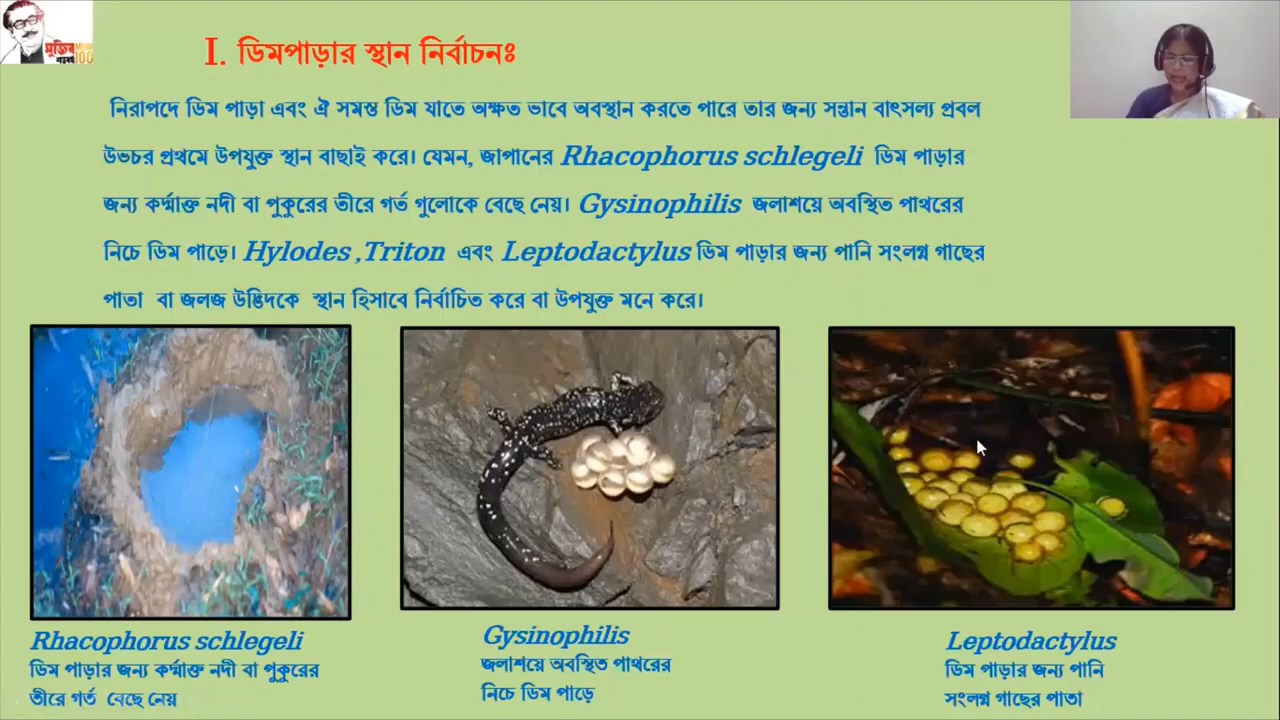 মুজিব
শতবর্ষ 100
I. ডিমপাড়ার স্থান নির্বাচনঃ
নিরাপদে ডিম পাড়া এবং ঐ সমস্ত ডিম যাতে অক্ষত ভাবে অবস্থান করতে পারে তার জন্য সন্তান বাৎসল্য প্রবল
উভচর প্রথমে উপযুক্ত স্থান বাছাই করে। যেমন, জাপানের Rhacophorus schlegeli ডিম পাড়ার
জন্য কর্দ্মাক্ত নদী বা পুকুরের তীরে গর্ত গুলোকে বেছে নেয়। Gysinophilis জলাশয়ে অবস্থিত পাথরের
নিচে ডিম পাড়ে। Hylodes ,Triton এবং Leptodactylus ডিম পাড়ার জন্য পানি সংলগ্ন গাছের
পাতা বা জলজ উদ্ভিদকে স্থান হিসাবে নির্বাচিত করে বা উপযুক্ত মনে করে।
Rhacophorus schlegeli
ডিম পাড়ার জন্য কর্দ্মাক্ত নদী বা পুকুরের
তীরে গর্ত বেছে নেয়
Gysinophilis
জলাশয়ে অবস্থিত পাথরের
নিচে ডিম পাড়ে
Leptodactylus
ডিম পাড়ার জন্য পানি
সংলগ্ন গাছের পাতা